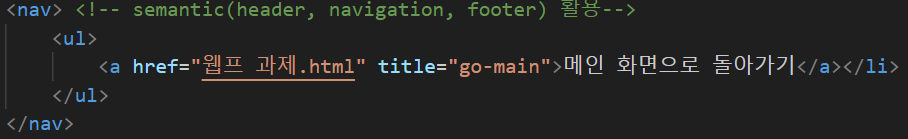 <nav> <!-- semantic(header, navigation, footer) 활용-->
<ul>
<a href="웹프 과제.html" title="go-main">메인 화면으로 돌아가기</a></li>
</ul>
</nav>